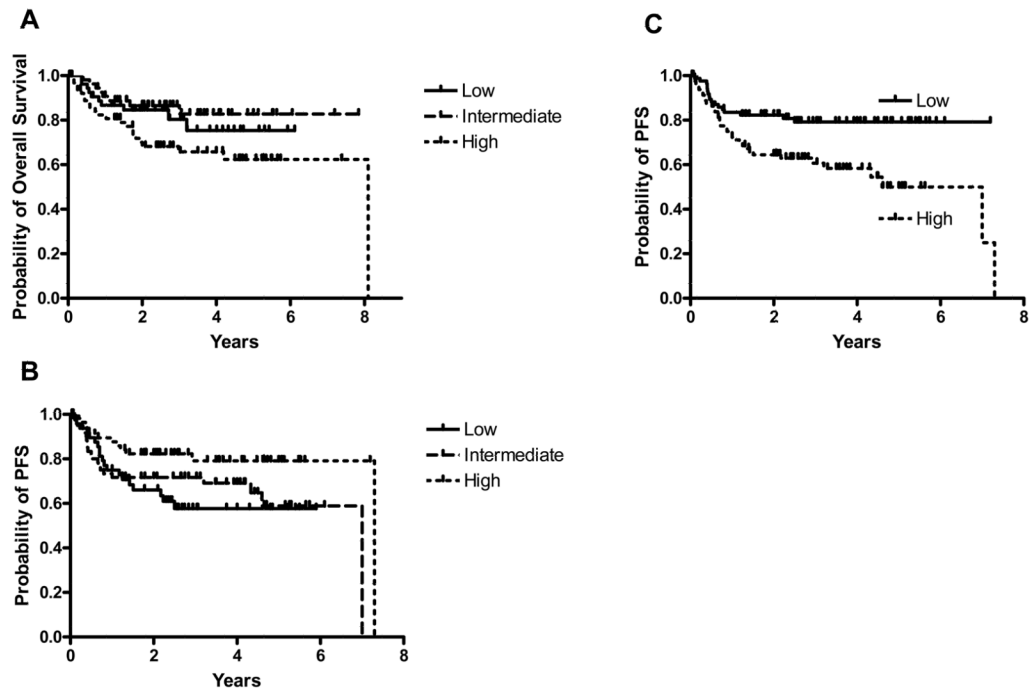 A
Probability of Overall Survival
1.0
0.8
0.6
0.4
0.2
0.0
0 2 4 6 8
Years
Low
Intermediate
High
C
Probability of PFS
1.0
0.8
0.6
0.4
0.2
0.0
0 2 4 6 8
Years
Low
High
B
Probability of PFS
1.0
0.8
0.6
0.4
0.2
0.0
0 2 4 6 8
Years
Low
Intermediate
High